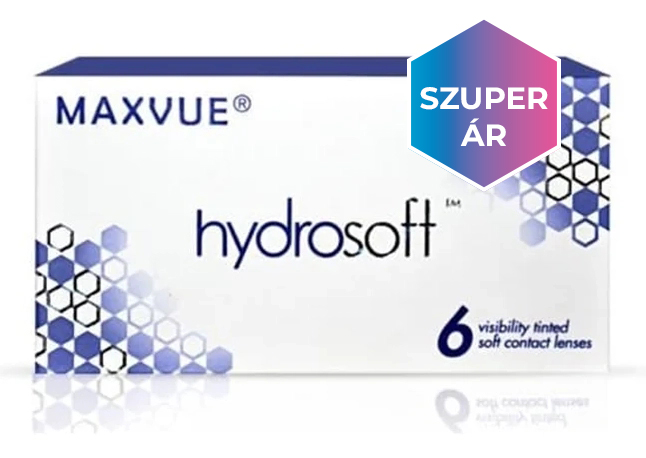 MAXVUE®
SZUPER
ÁR
hydrosoft™
6 visibility tinted
soft contact lenses